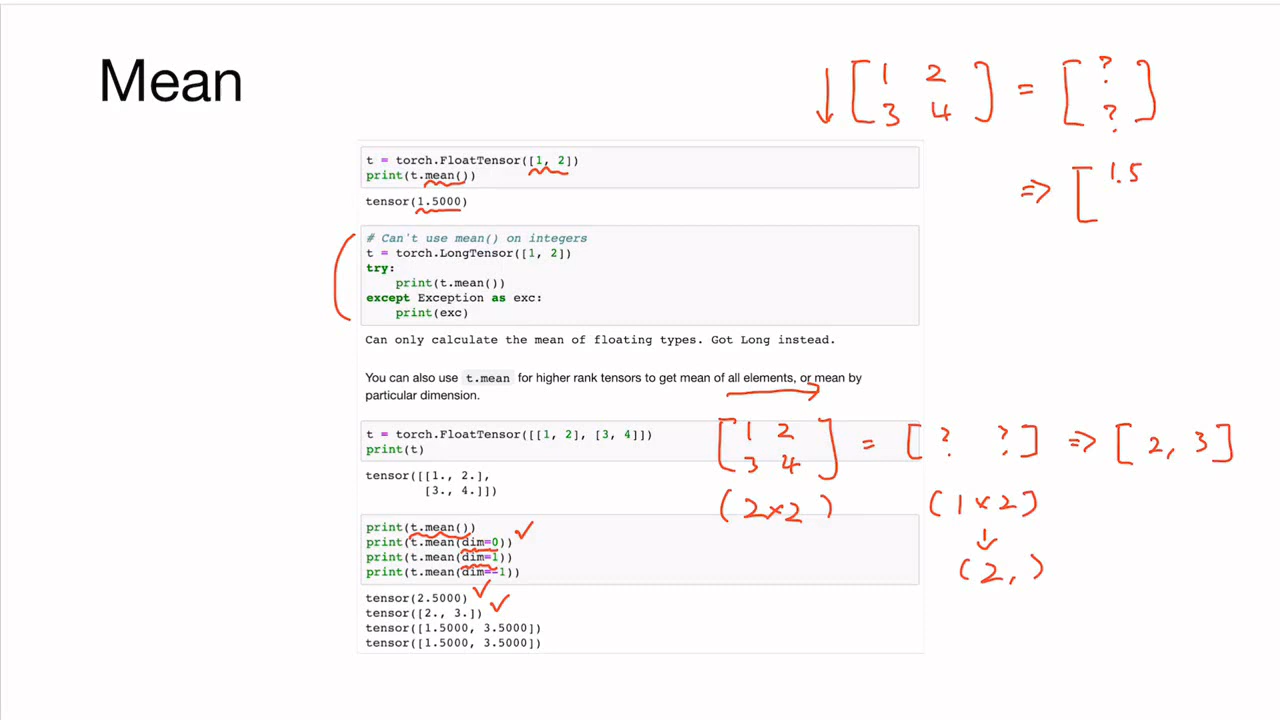 Mean
↓ [1 2
3 4] = [?
?]
⇒ [1.5
t = torch.FloatTensor([1, 2])
print(t.mean())
tensor(1.5000)
# Can't use mean() on integers
t = torch.LongTensor([1, 2])
try:
    print(t.mean())
except Exception as exc:
    print(exc)
Can only calculate the mean of floating types. Got Long instead.
You can also use t.mean for higher rank tensors to get mean of all elements, or mean by
particular dimension.
t = torch.FloatTensor([[1, 2], [3, 4]])
print(t)
tensor([[1., 2.],
        [3., 4.]])
[1 2
3 4] = [? ?] ⇒ [2, 3]
(2×2) (1×2)
↓
(2,)
print(t.mean())
print(t.mean(dim=0))
print(t.mean(dim=1))
print(t.mean(dim=-1))
tensor(2.5000)
tensor([2., 3.])
tensor([1.5000, 3.5000])
tensor([1.5000, 3.5000])